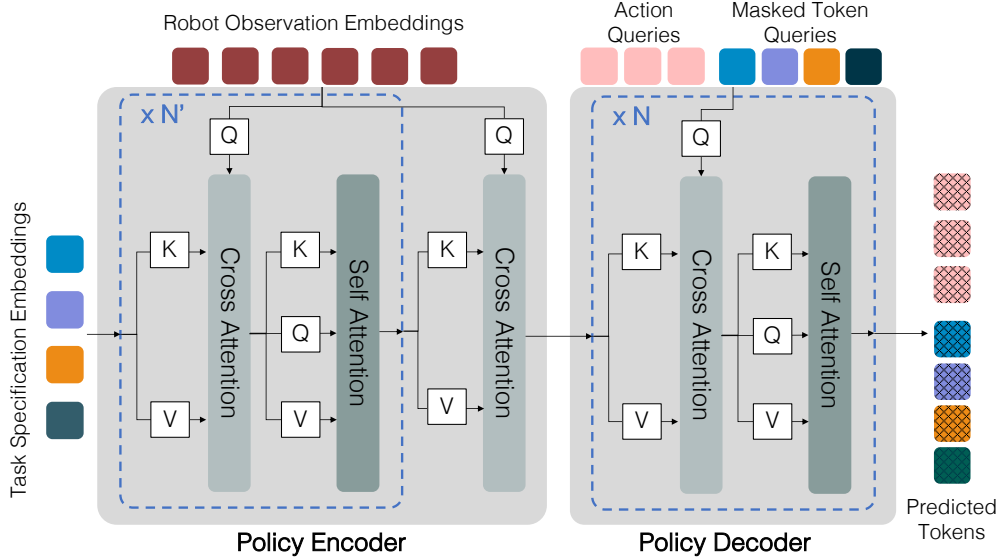 Robot Observation Embeddings
Action
Queries
Masked Token
Queries
x N'
x N
Q
Q
Q
Task Specification Embeddings
K
V
Cross Attention
K
Q
V
Self Attention
K
V
Cross Attention
K
V
Cross Attention
K
Q
V
Self Attention
Predicted
Tokens
Policy Encoder
Policy Decoder